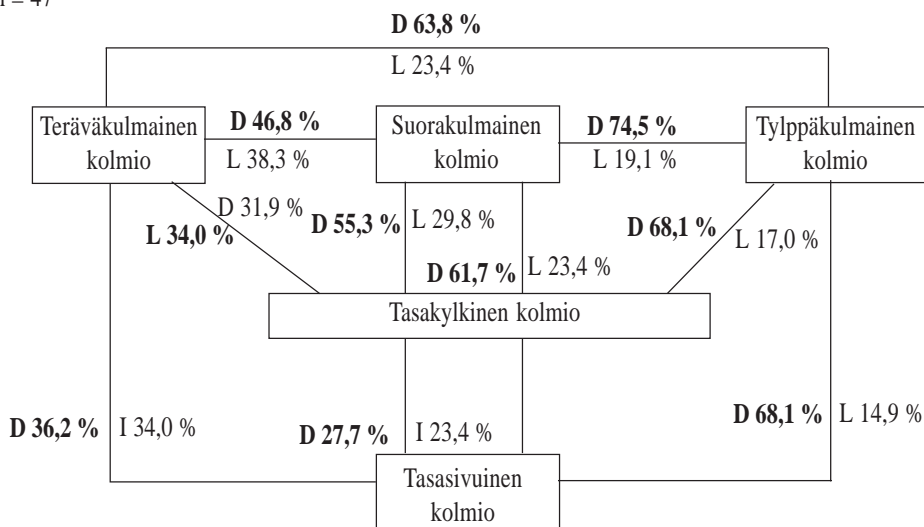 n = 47
D 63,8 %
L 23,4 %
Teräväkulmainen
kolmio
D 46,8 %
L 38,3 %
Suorakulmainen
kolmio
D 74,5 %
L 19,1 %
Tylppäkulmainen
kolmio
D 31,9 %
L 34,0 %
D 55,3 %
L 29,8 %
D 61,7 %
L 23,4 %
D 68,1 %
L 17,0 %
Tasakylkinen kolmio
D 36,2 %
I 34,0 %
D 27,7 %
I 23,4 %
D 68,1 %
L 14,9 %
Tasasivuinen
kolmio